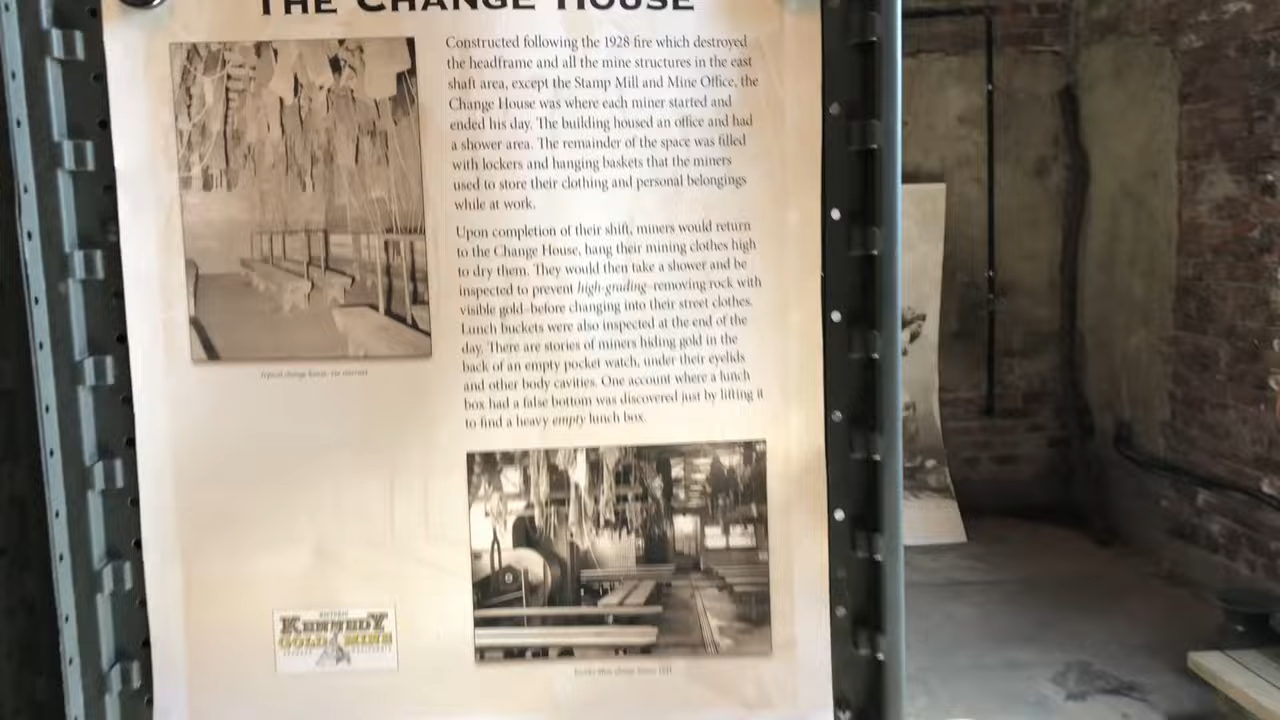 THE CHANGE HOUSE
Constructed following the 1928 fire which destroyed
the headframe and all the mine structures in the east
shaft area, except the Stamp Mill and Mine Office, the
Change House was where each miner started and
ended his day. The building housed an office and had
a shower area. The remainder of the space was filled
with lockers and hanging baskets that the miners
used to store their clothing and personal belongings
while at work.
Upon completion of their shift, miners would return
to the Change House, hang their mining clothes high
to dry them. They would then take a shower and be
inspected to prevent high-grading–removing rock with
visible gold–before changing into their street clothes.
Lunch buckets were also inspected at the end of the
day. There are stories of miners hiding gold in the
back of an empty pocket watch, under their eyelids
and other body cavities. One account where a lunch
box had a false bottom was discovered just by lifting it
to find a heavy empty lunch box.
Typical change house, via internet
HISTORIC
KENNEDY
GOLD MINE